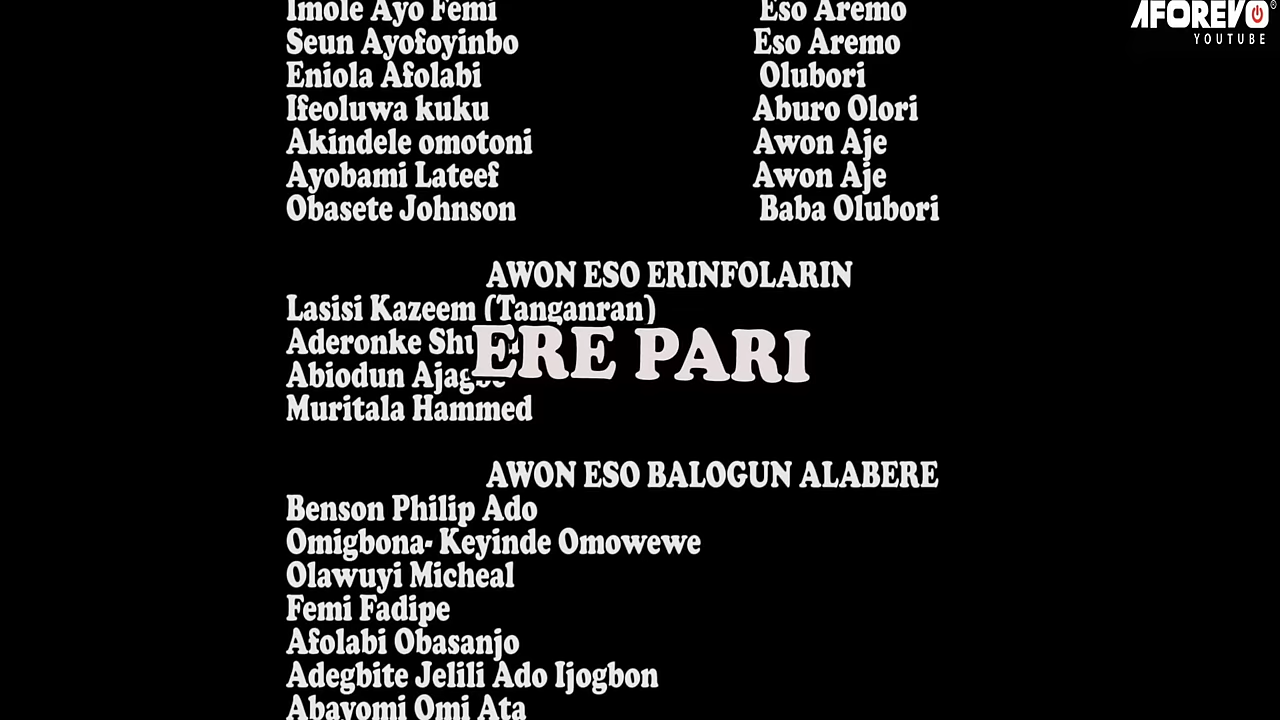 AFOREVO
YOUTUBE
Imole Ayo Femi Eso Aremo
Seun Ayofoyinbo Eso Aremo
Eniola Afolabi Olubori
Ifeoluwa kuku Aburo Olori
Akindele omotoni Awon Aje
Ayobami Lateef Awon Aje
Obasete Johnson Baba Olubori
AWON ESO ERINFOLARIN
Lasisi Kazeem (Tanganran)
Aderonke
ERE PARI
Abiodun
Muritala Hammed
AWON ESO BALOGUN ALABERE
Benson Philip Ado
Omigbona- Keyinde Omowewe
Olawuyi Micheal
Femi Fadipe
Afolabi Obasanjo
Adegbite Jelili Ado Ijogbon
Abayomi Omi Ata